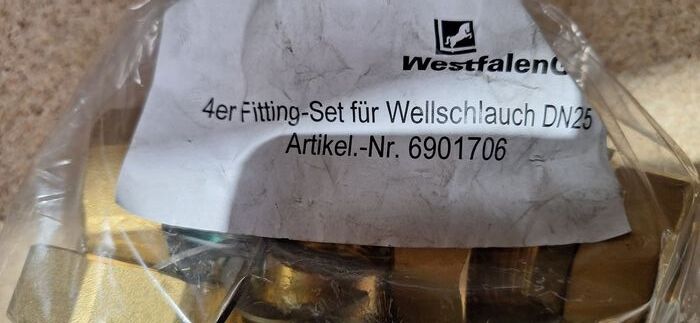 WestfalenG
4er Fitting-Set für Wellschlauch DN25
Artikel.-Nr. 6901706